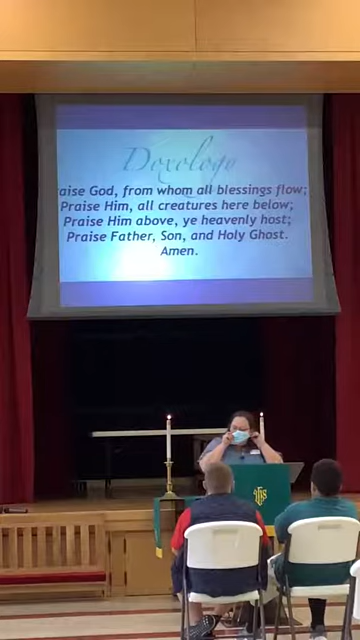 Doxology
aise God, from whom all blessings flow;
Praise Him, all creatures here below;
Praise Him above, ye heavenly host;
Praise Father, Son, and Holy Ghost.
Amen.
IHS